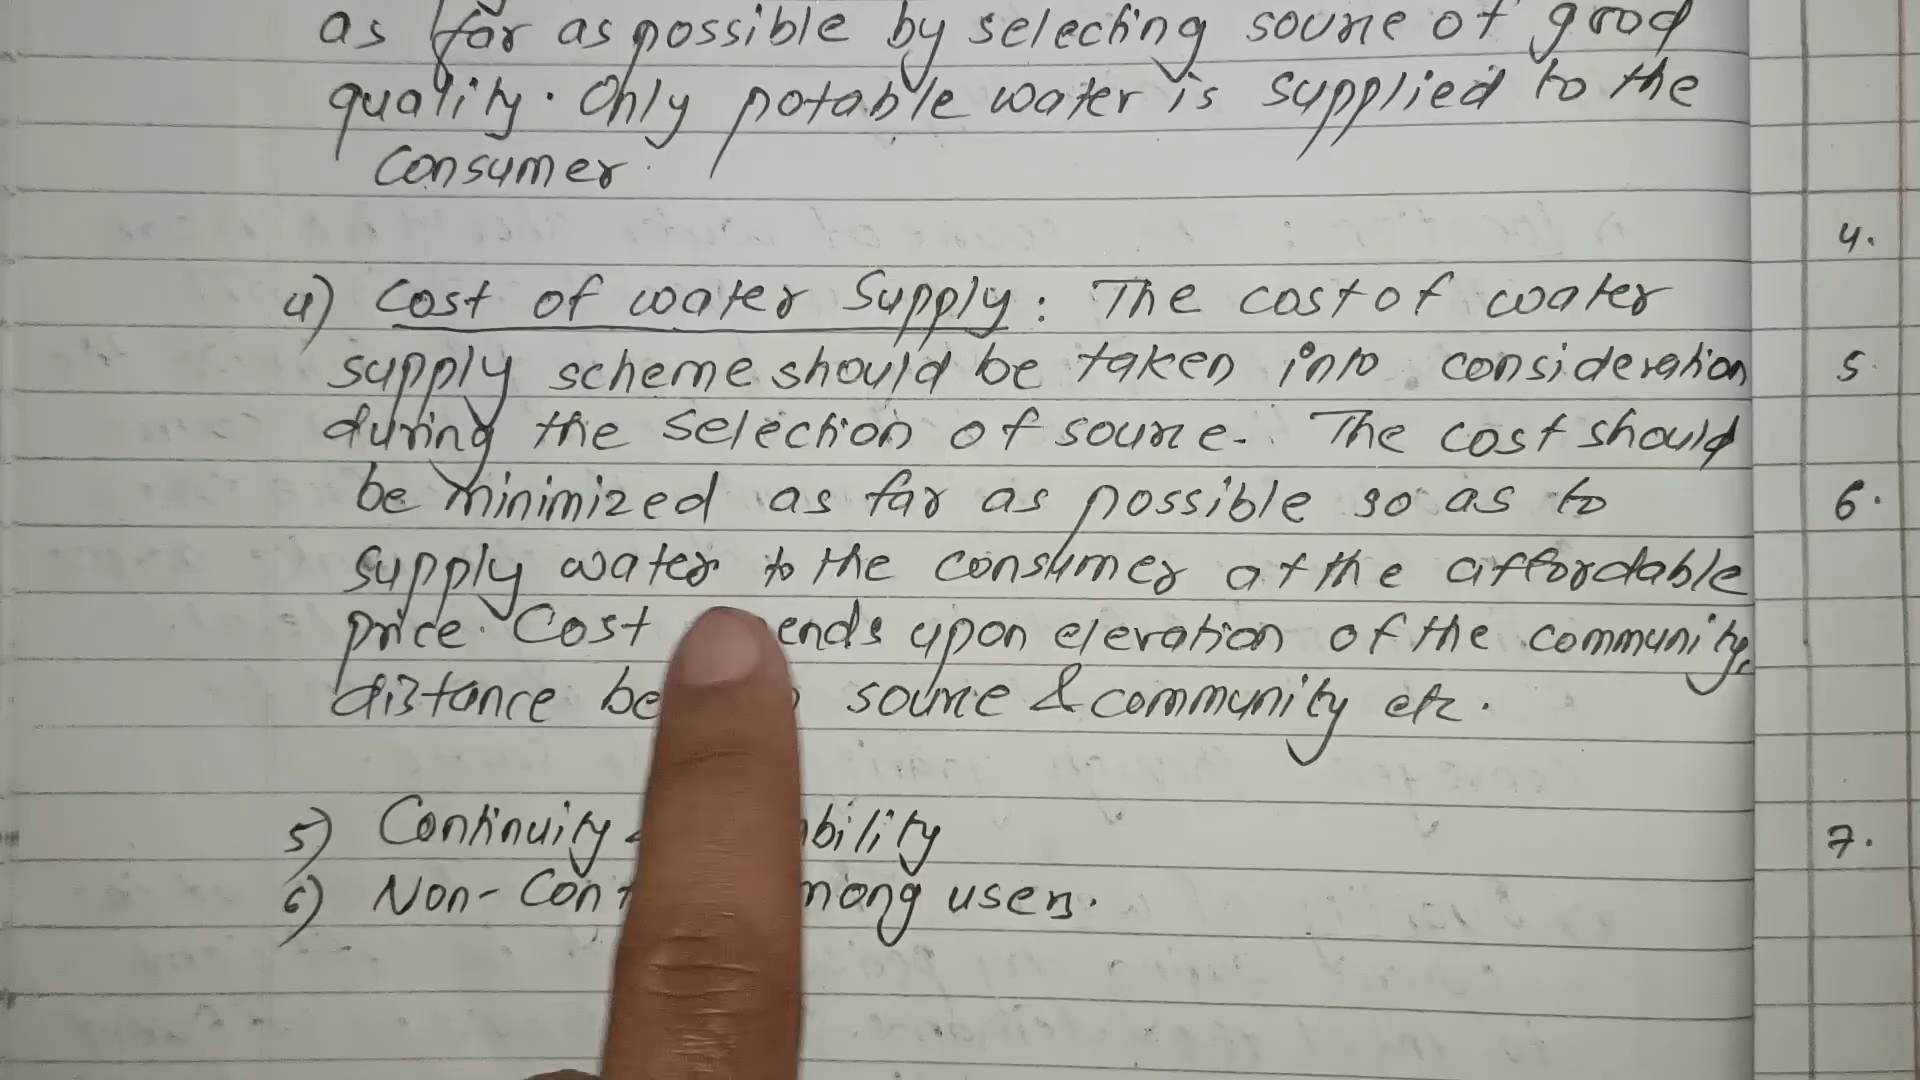 as far as possible by selecting source of good
quality. Only potable water is supplied to the
consumer.
4.
4) Cost of water Supply: The cost of water
supply scheme should be taken into consideration
5.
during the selection of source. The cost should
be minimized as far as possible so as to
6.
supply water to the consumer at the affordable
price. Cost ends upon elevation of the community,
distance be source & community etc.
5) Continuity bility
7.
6) Non-Con mong users.